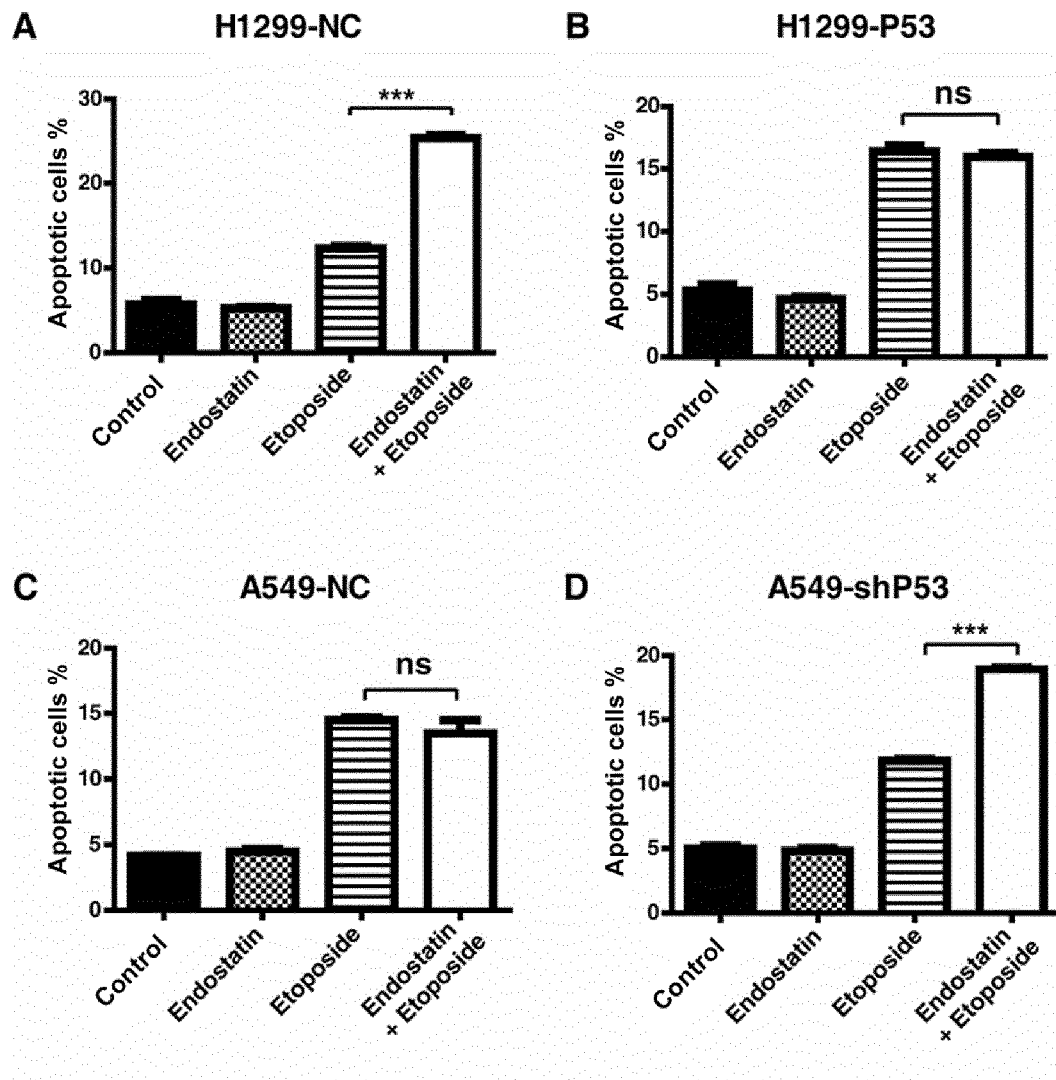 A
H1299-NC
Apoptotic cells %
30
20
10
0
***
Control
Endostatin
Etoposide
Endostatin
+ Etoposide
B
H1299-P53
Apoptotic cells %
20
15
10
5
0
ns
Control
Endostatin
Etoposide
Endostatin
+ Etoposide
C
A549-NC
Apoptotic cells %
20
15
10
5
0
ns
Control
Endostatin
Etoposide
Endostatin
+ Etoposide
D
A549-shP53
Apoptotic cells %
20
15
10
5
0
***
Control
Endostatin
Etoposide
Endostatin
+ Etoposide